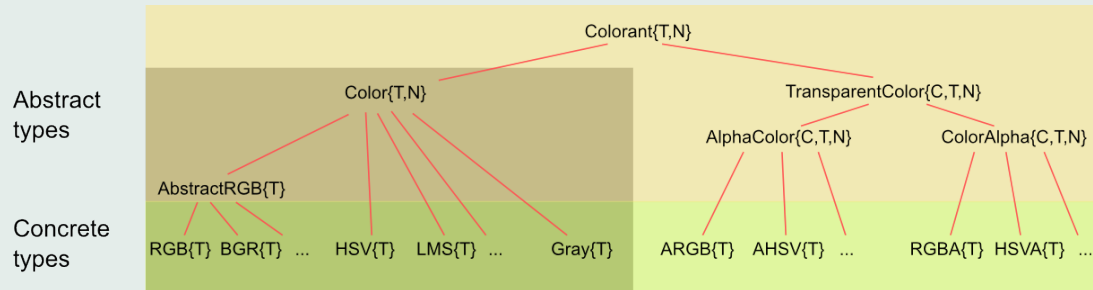 Colorant{T,N}
Abstract
types
Color{T,N}
TransparentColor{C,T,N}
AlphaColor{C,T,N}
ColorAlpha{C,T,N}
AbstractRGB{T}
Concrete
types
RGB{T} BGR{T} ... HSV{T} LMS{T} ... Gray{T} ARGB{T} AHSV{T} ... RGBA{T} HSVA{T} ...